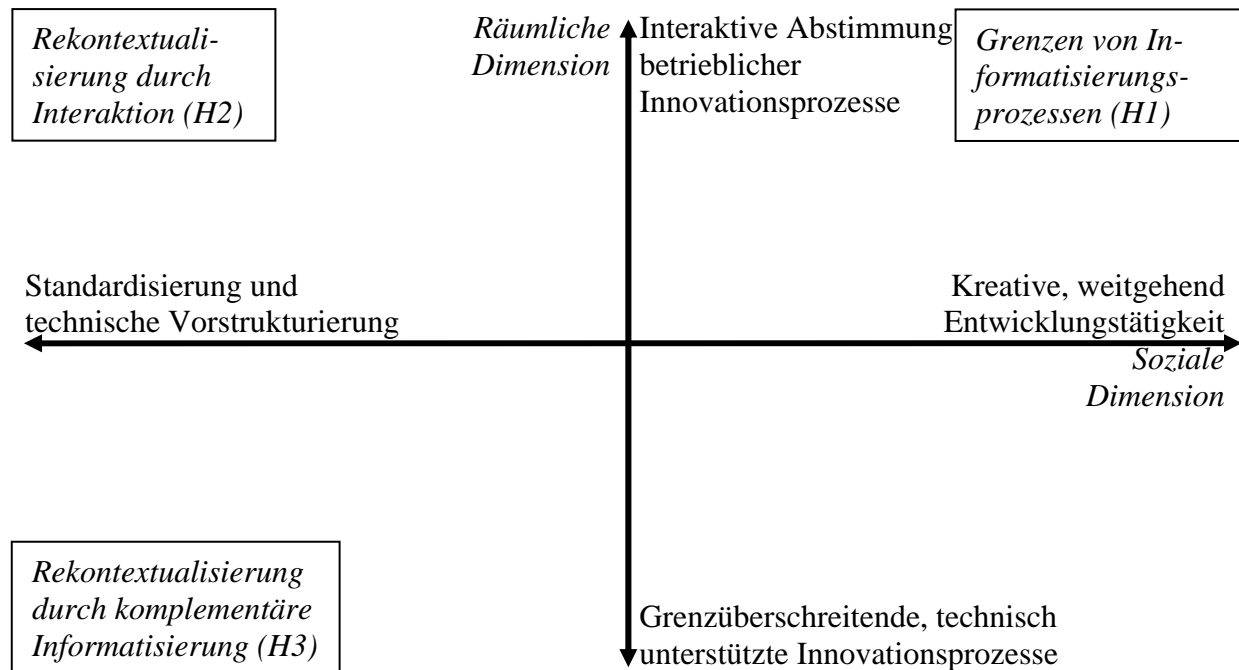 Rekontextuali-
sierung durch
Interaktion (H2)
Räumliche
Dimension
Interaktive Abstimmung
betrieblicher
Innovationsprozesse
Grenzen von In-
formatisierungs-
prozessen (H1)
Standardisierung und
technische Vorstrukturierung
Kreative, weitgehend
Entwicklungstätigkeit
Soziale
Dimension
Rekontextualisierung
durch komplementäre
Informatisierung (H3)
Grenzüberschreitende, technisch
unterstützte Innovationsprozesse